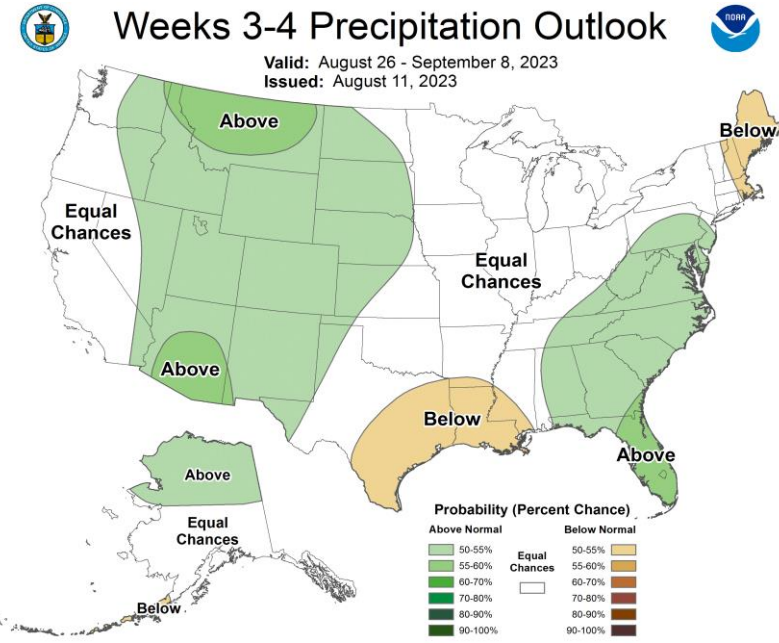 Weeks 3-4 Precipitation Outlook
NOAA
Valid: August 26 - September 8, 2023
Issued: August 11, 2023
Above
Below
Equal
Chances
Equal
Chances
Above
Below
Above
Above
Equal
Chances
Below
Probability (Percent Chance)
Above Normal
Below Normal
Equal
Chances
50-55%
55-60%
60-70%
70-80%
80-90%
90-100%
50-55%
55-60%
60-70%
70-80%
80-90%
90-100%